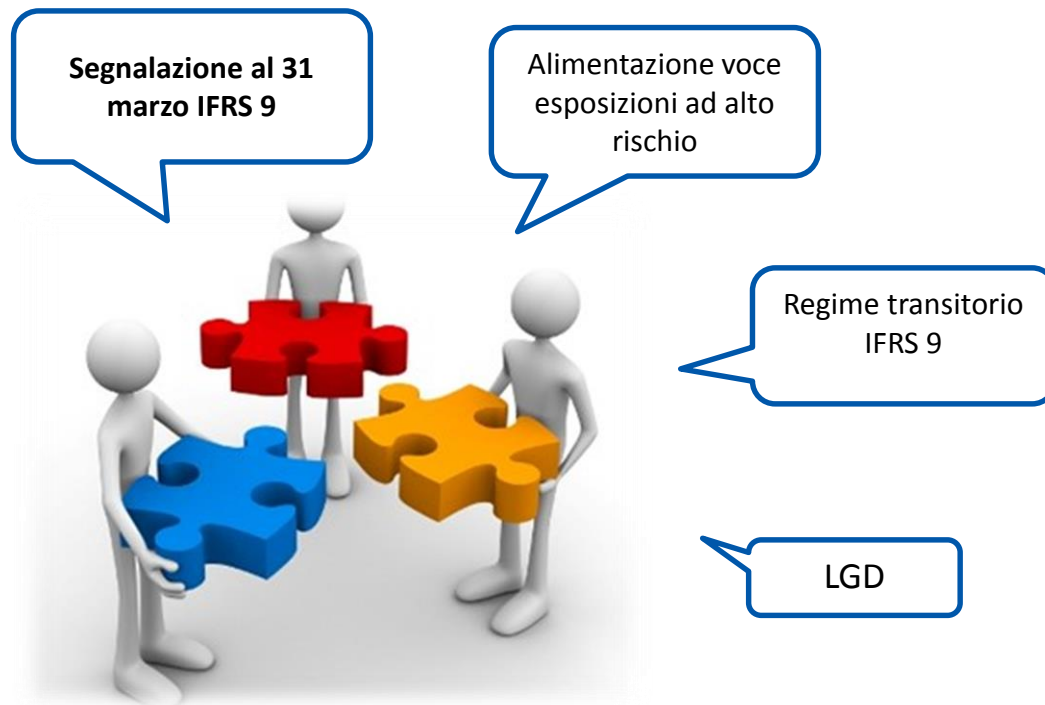 Segnalazione al 31
marzo IFRS 9
Alimentazione voce
esposizioni ad alto
rischio
Regime transitorio
IFRS 9
LGD